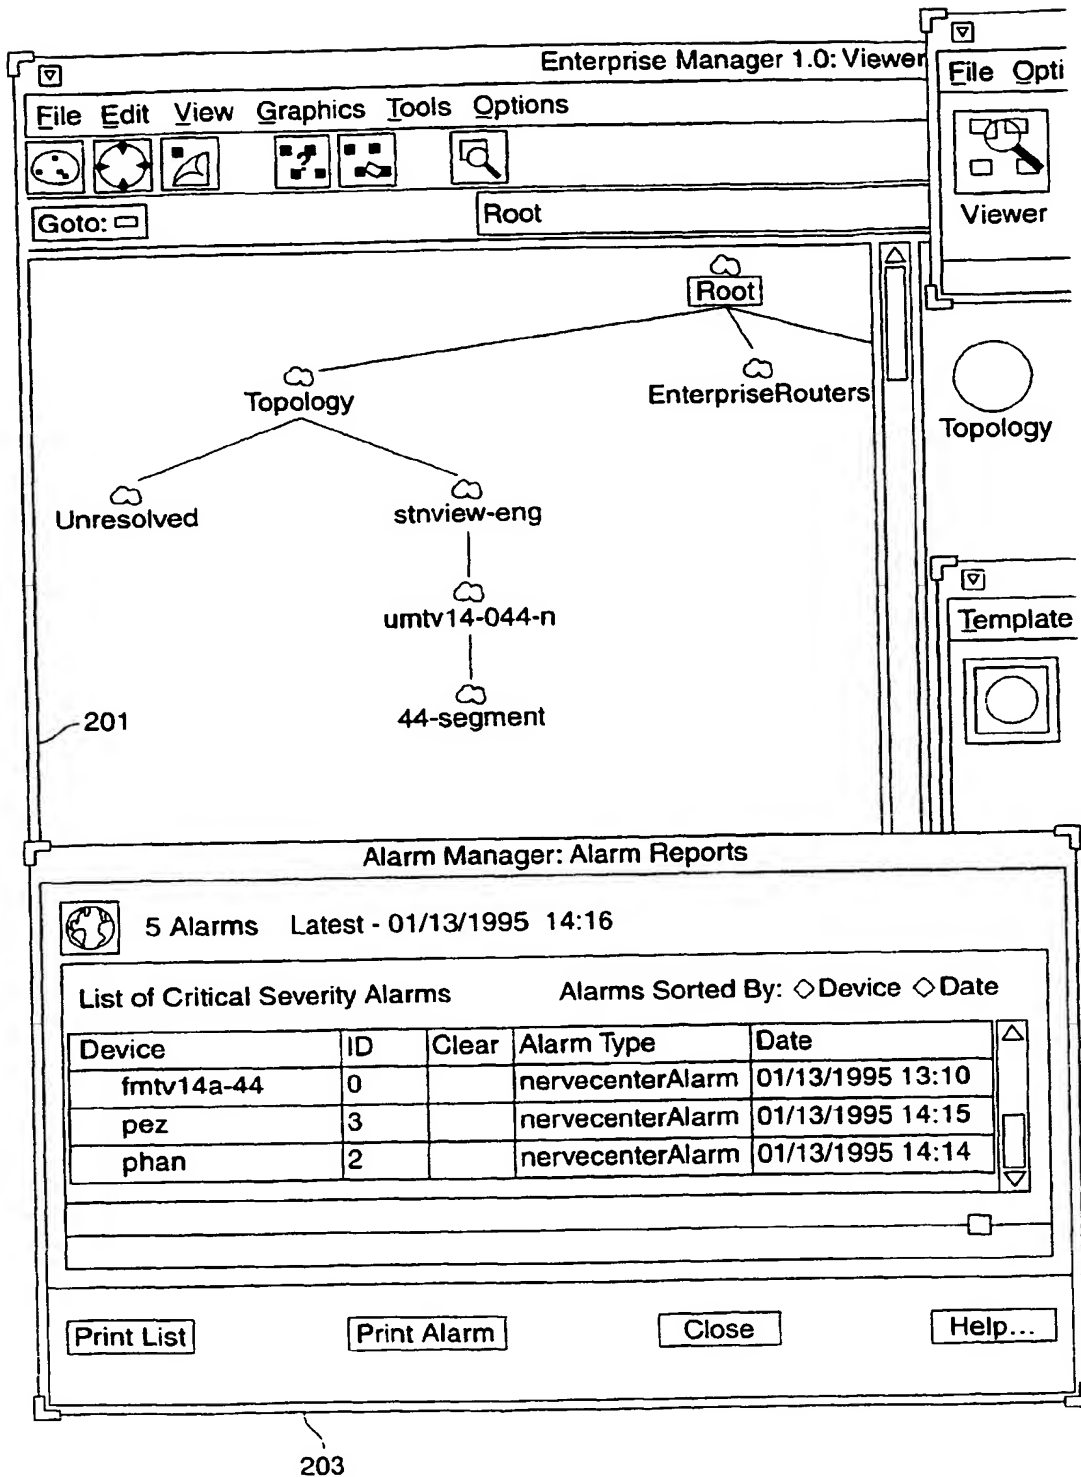 Enterprise Manager 1.0: Viewer
File Edit View Graphics Tools Options
Goto:
Root
File Opti
Viewer
Root
Topology
EnterpriseRouters
Topology
Unresolved
stnview-eng
umtv14-044-n
44-segment
Template
201
Alarm Manager: Alarm Reports
5 Alarms Latest - 01/13/1995 14:16
List of Critical Severity Alarms Alarms Sorted By: ◇Device ◇Date
Device ID Clear Alarm Type Date
fmtv14a-44 0 nervecenterAlarm 01/13/1995 13:10
pez 3 nervecenterAlarm 01/13/1995 14:15
phan 2 nervecenterAlarm 01/13/1995 14:14
Print List Print Alarm Close Help...
203